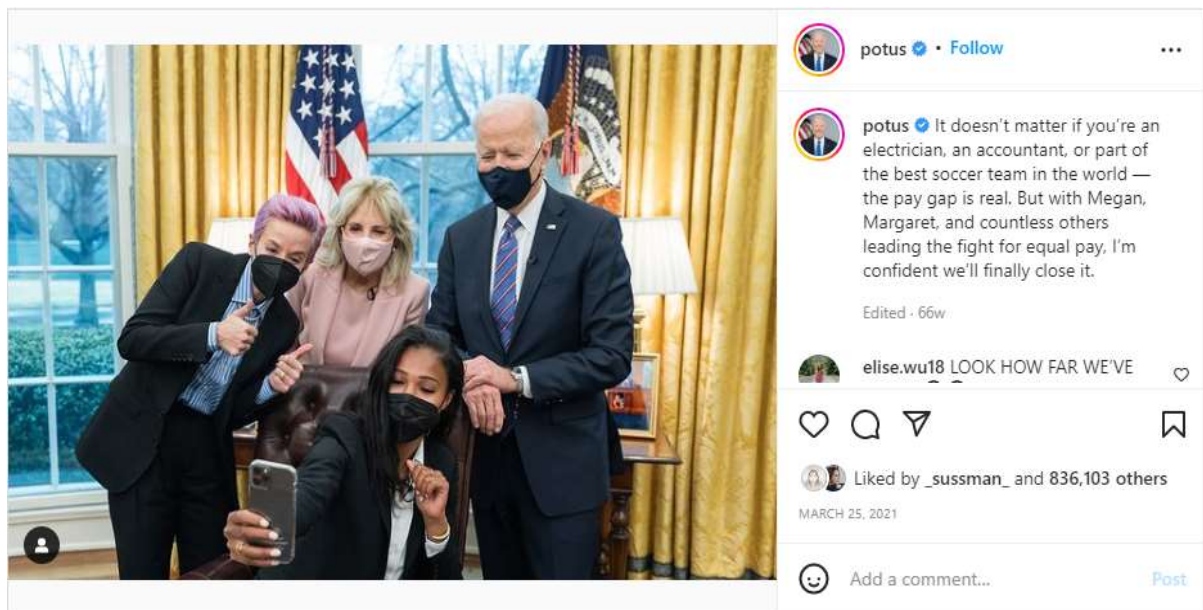 potus • Follow
potus It doesn't matter if you're an
electrician, an accountant, or part of
the best soccer team in the world —
the pay gap is real. But with Megan,
Margaret, and countless others
leading the fight for equal pay, I'm
confident we'll finally close it.
Edited · 66w
elise.wu18 LOOK HOW FAR WE'VE
Liked by _sussman_ and 836,103 others
MARCH 25, 2021
Add a comment...
Post